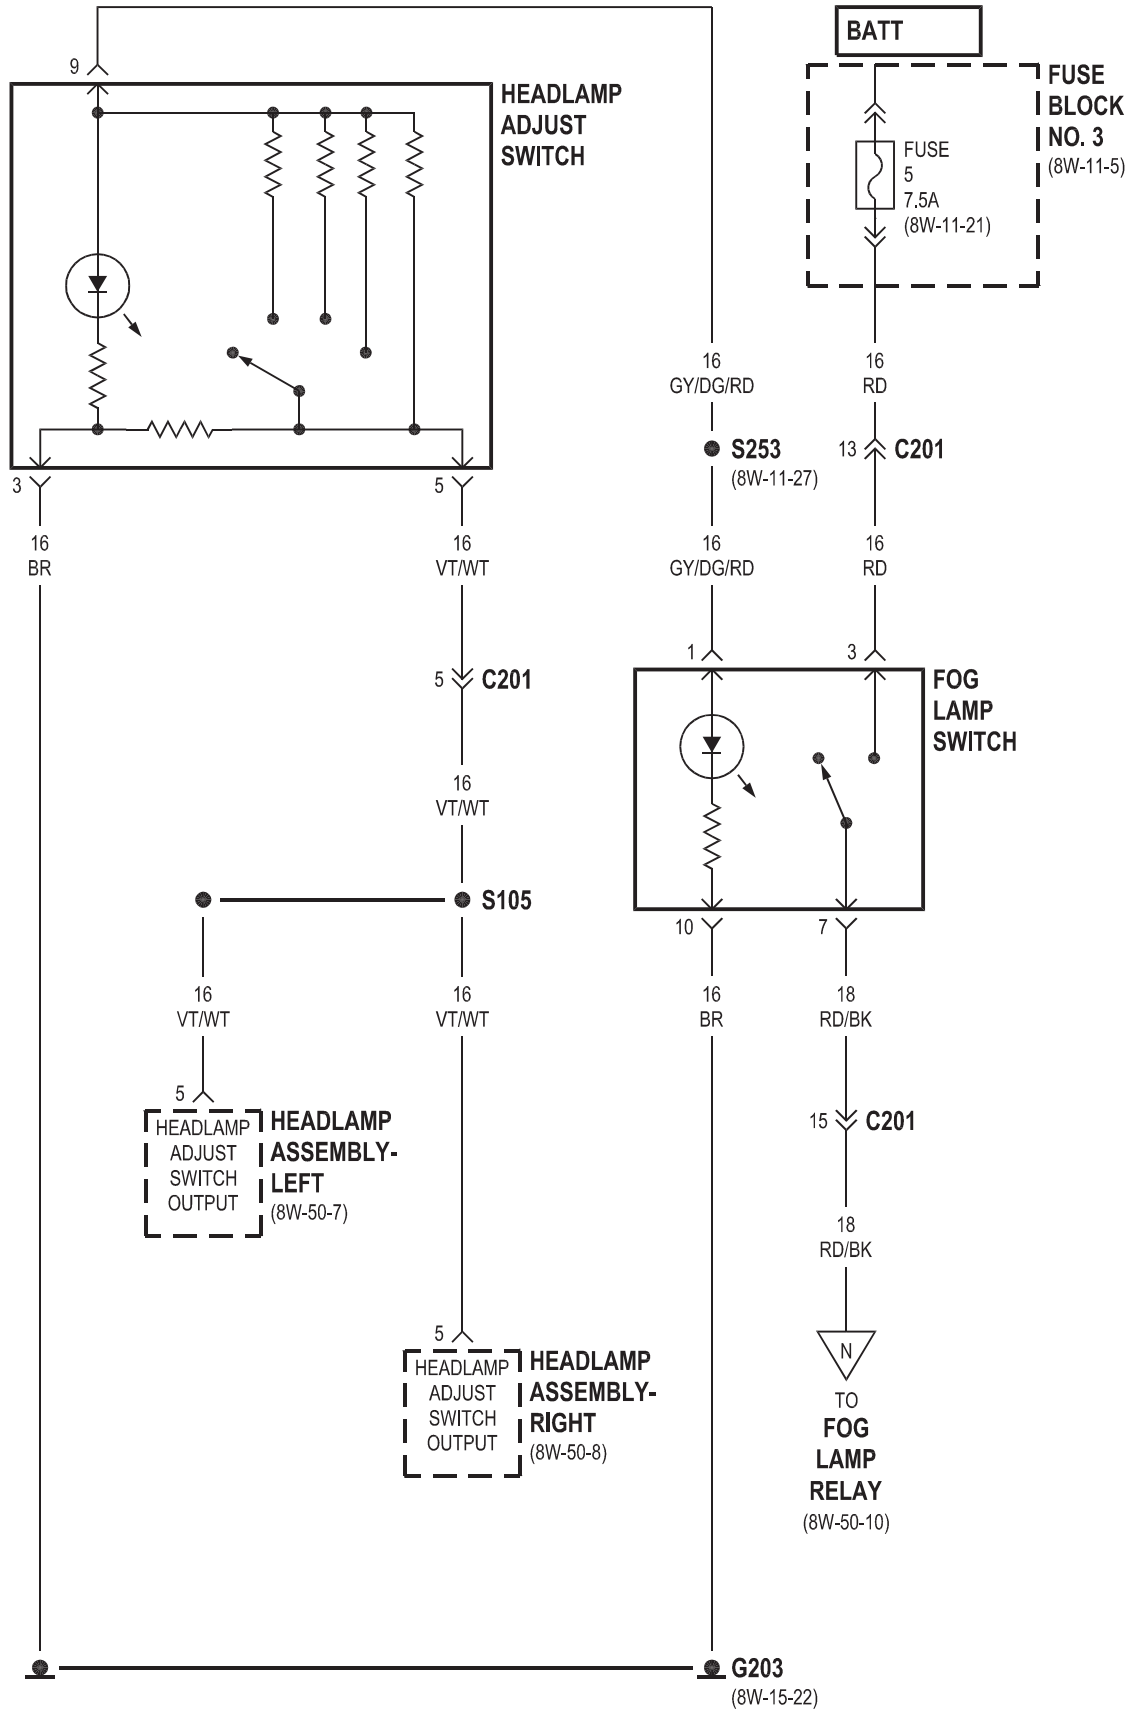 BATT
9
HEADLAMP
ADJUST
SWITCH
FUSE
BLOCK
NO. 3
(8W-11-5)
FUSE
5
7.5A
(8W-11-21)
16
GY/DG/RD
16
RD
S253
(8W-11-27)
13
C201
3
5
16
BR
16
VT/WT
16
GY/DG/RD
16
RD
1
3
5
C201
FOG
LAMP
SWITCH
16
VT/WT
S105
10
7
16
VT/WT
16
VT/WT
16
BR
18
RD/BK
5
HEADLAMP
ADJUST
SWITCH
OUTPUT
HEADLAMP
ASSEMBLY-
LEFT
(8W-50-7)
15
C201
18
RD/BK
5
HEADLAMP
ADJUST
SWITCH
OUTPUT
HEADLAMP
ASSEMBLY-
RIGHT
(8W-50-8)
N
TO
FOG
LAMP
RELAY
(8W-50-10)
G203
(8W-15-22)